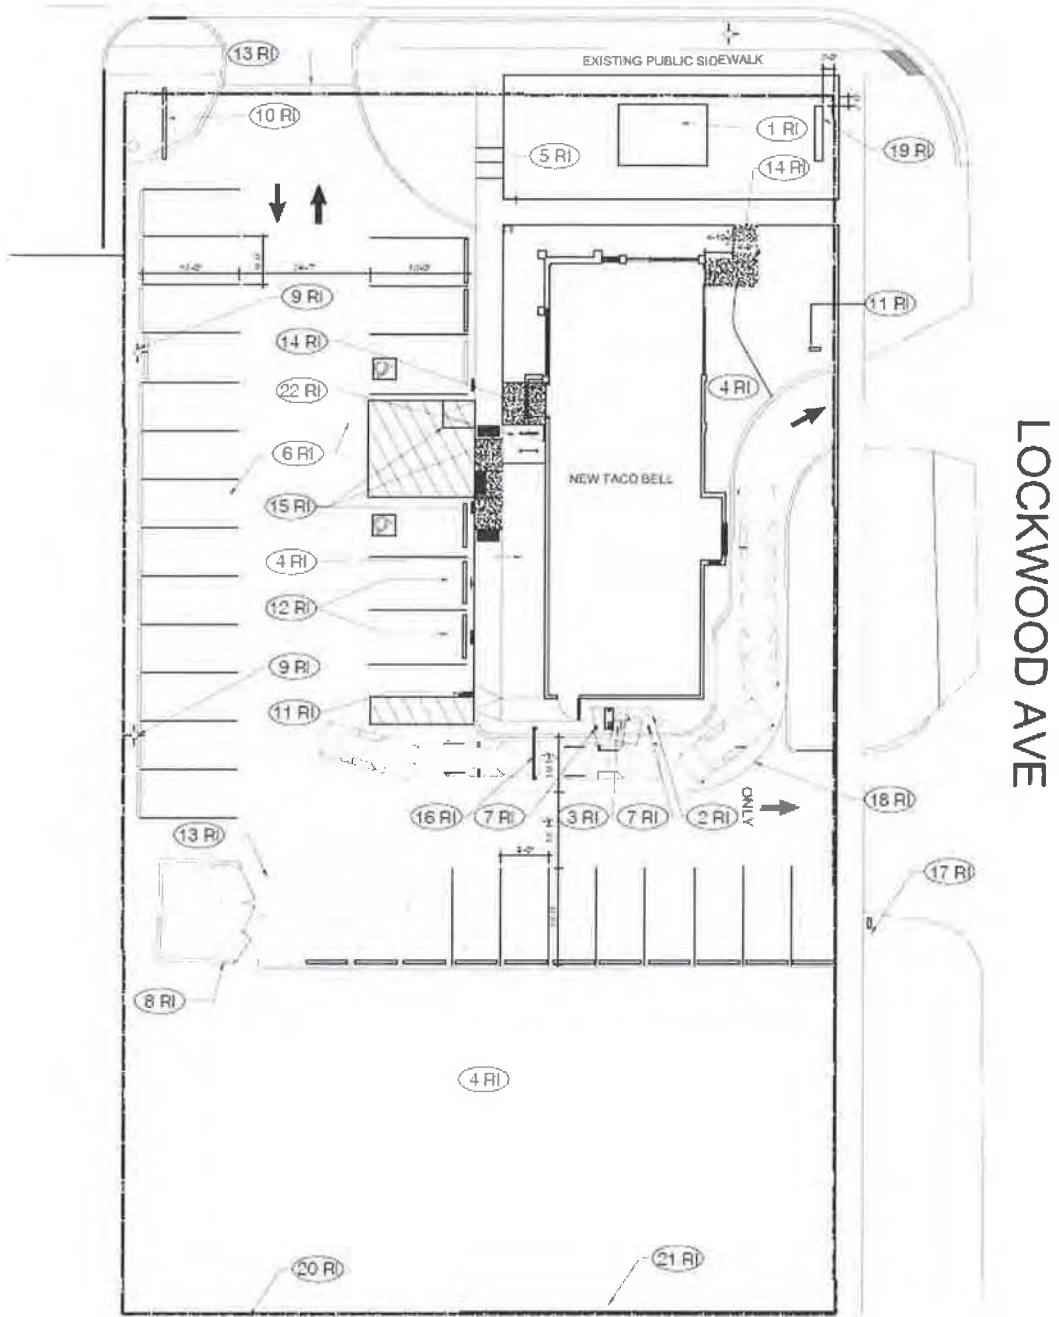 13 RI
EXISTING PUBLIC SIDEWALK
10 RI
1 RI
5 RI
19 RI
14 RI
9 RI
11 RI
14 RI
4 RI
22 RI
6 RI
NEW TACO BELL
15 RI
4 RI
12 RI
9 RI
11 RI
LOCKWOOD AVE
16 RI
7 RI
3 RI
7 RI
2 RI
ONLY
18 RI
13 RI
17 RI
8 RI
4 RI
20 RI
21 RI